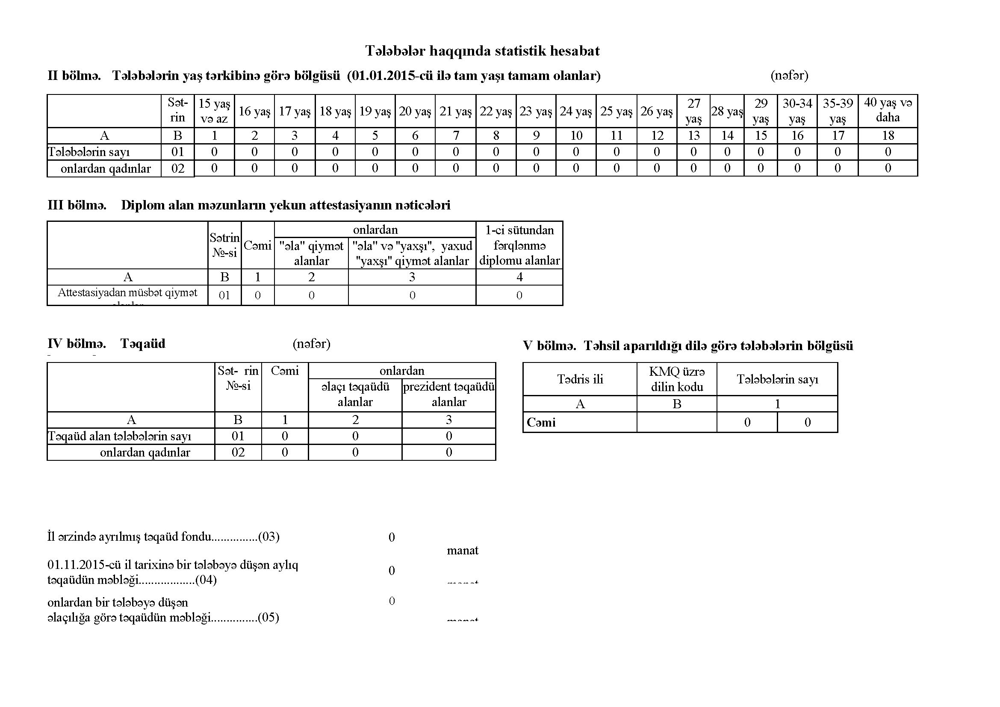 Tələbələr haqqında statistik hesabat
II bölmə. Tələbələrin yaş tərkibinə görə bölgüsü (01.01.2015-cü ilə tam yaşı tamam olanlar) (nəfər)
Sət-rin 15 yaş və az 16 yaş 17 yaş 18 yaş 19 yaş 20 yaş 21 yaş 22 yaş 23 yaş 24 yaş 25 yaş 26 yaş 27 yaş 28 yaş 29 yaş 30-34 yaş 35-39 yaş 40 yaş və daha
A B 1 2 3 4 5 6 7 8 9 10 11 12 13 14 15 16 17 18
Tələbələrin sayı 01 0 0 0 0 0 0 0 0 0 0 0 0 0 0 0 0 0 0
onlardan qadınlar 02 0 0 0 0 0 0 0 0 0 0 0 0 0 0 0 0 0 0
III bölmə. Diplom alan məzunların yekun attestasiyanın nəticələri
Sətrin №-si Cəmi onlardan 1-ci sütundan fərqlənmə diplomu alanlar
"əla" qiymət alanlar "əla" və "yaxşı", yaxud "yaxşı" qiymət alanlar
A B 1 2 3 4
Attestasiyadan müsbət qiymət 01 0 0 0 0
IV bölmə. Təqaüd (nəfər)
Sət- rin №-si Cəmi onlardan
əlaçı təqaüdü alanlar prezident təqaüdü alanlar
A B 1 2 3
Təqaüd alan tələbələrin sayı 01 0 0 0
onlardan qadınlar 02 0 0 0
V bölmə. Təhsil aparıldığı dilə görə tələbələrin bölgüsü
Tədris ili KMQ üzrə dilin kodu Tələbələrin sayı
A B 1
Cəmi 0 0
İl ərzində ayrılmış təqaüd fondu...............(03) 0
manat
01.11.2015-cü il tarixinə bir tələbəyə düşən aylıq
təqaüdün məbləği..................(04) 0
onlardan bir tələbəyə düşən 0
əlaçılığa görə təqaüdün məbləği...............(05)